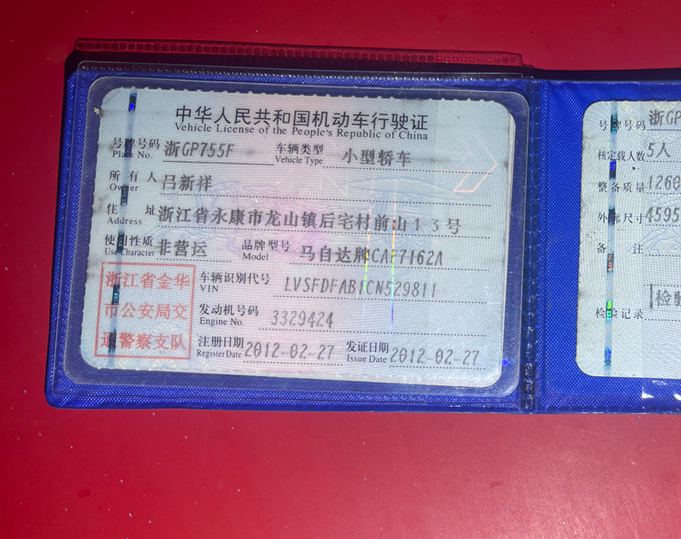 中华人民共和国机动车行驶证
Vehicle License of the People's Republic of China
号牌号码 浙GP755F 车辆类型 小型轿车
Plate No. Vehicle Type
所有人 吕新祥
Owner
住址 浙江省永康市龙山镇后宅村前山13号
Address
使用性质 非营运 品牌型号 马自达牌CAF7162A
Use Character Model
浙江省金华
市公安局交
通警察支队
车辆识别代号 LVSFDFAB1CN529811
VIN
发动机号码 3329424
Engine No.
注册日期 2012-02-27 发证日期 2012-02-27
Register Date Issue Date
号牌号码 浙GP
核定载人数 5人
整备质量 1260
外廓尺寸 4595
备注
检验
检验记录